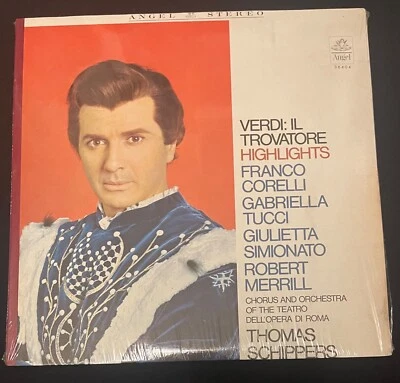 ANGEL STEREO
Angel
VERDI: IL
TROVATORE
HIGHLIGHTS
FRANCO
CORELLI
GABRIELLA
TUCCI
GIULIETTA
SIMIONATO
ROBERT
MERRILL
CHORUS AND ORCHESTRA
OF THE TEATRO
DELL'OPERA DI ROMA
THOMAS
SCHIPPERS